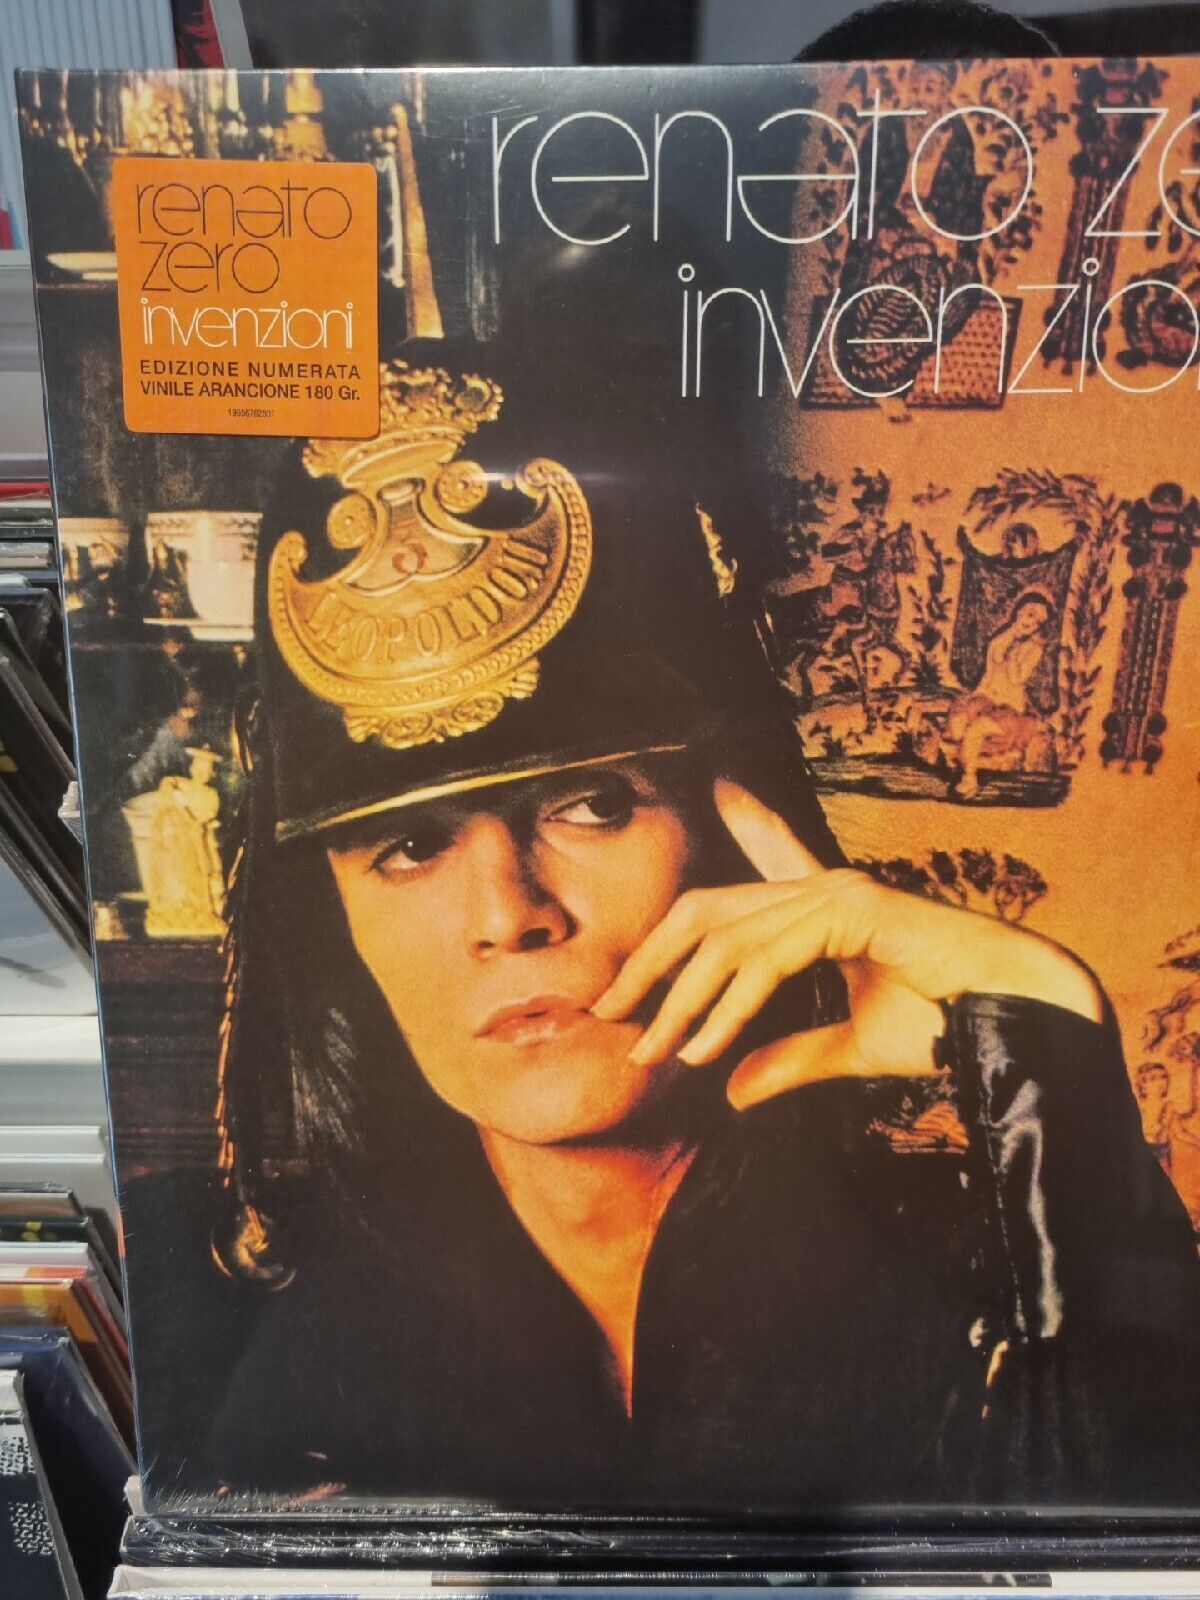 renato ze
invenzio
renato
zero
invenzioni
EDIZIONE NUMERATA
VINILE ARANCIONE 180 Gr.
LEOPOLDO II